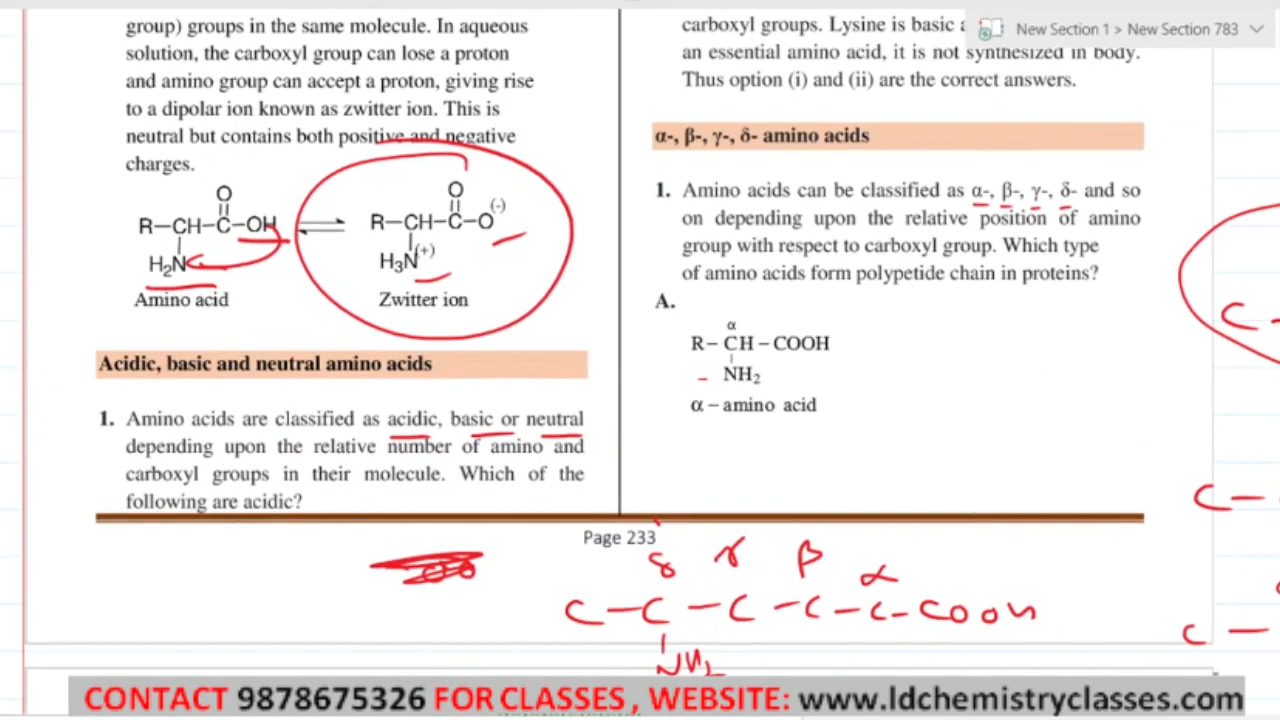 group) groups in the same molecule. In aqueous
solution, the carboxyl group can lose a proton
and amino group can accept a proton, giving rise
to a dipolar ion known as zwitter ion. This is
neutral but contains both positive and negative
charges.
O
R–CH–C–OH
H₂N
Amino acid
O
R–CH–C–O(-)
H₃N(+)
Zwitter ion
Acidic, basic and neutral amino acids
1. Amino acids are classified as acidic, basic or neutral
depending upon the relative number of amino and
carboxyl groups in their molecule. Which of the
following are acidic?
carboxyl groups. Lysine is basic
an essential amino acid, it is not synthesized in body.
Thus option (i) and (ii) are the correct answers.
New Section 1 > New Section 783
α-, β-, γ-, δ- amino acids
1. Amino acids can be classified as α-, β-, γ-, δ- and so
on depending upon the relative position of amino
group with respect to carboxyl group. Which type
of amino acids form polypetide chain in proteins?
A.
α
R–CH–COOH
NH₂
α – amino acid
C –
C –
C –
Page 233
δ γ β α
C – C – C – C – C – COOH
NH₂
CONTACT 9878675326 FOR CLASSES , WEBSITE: www.ldchemistryclasses.com